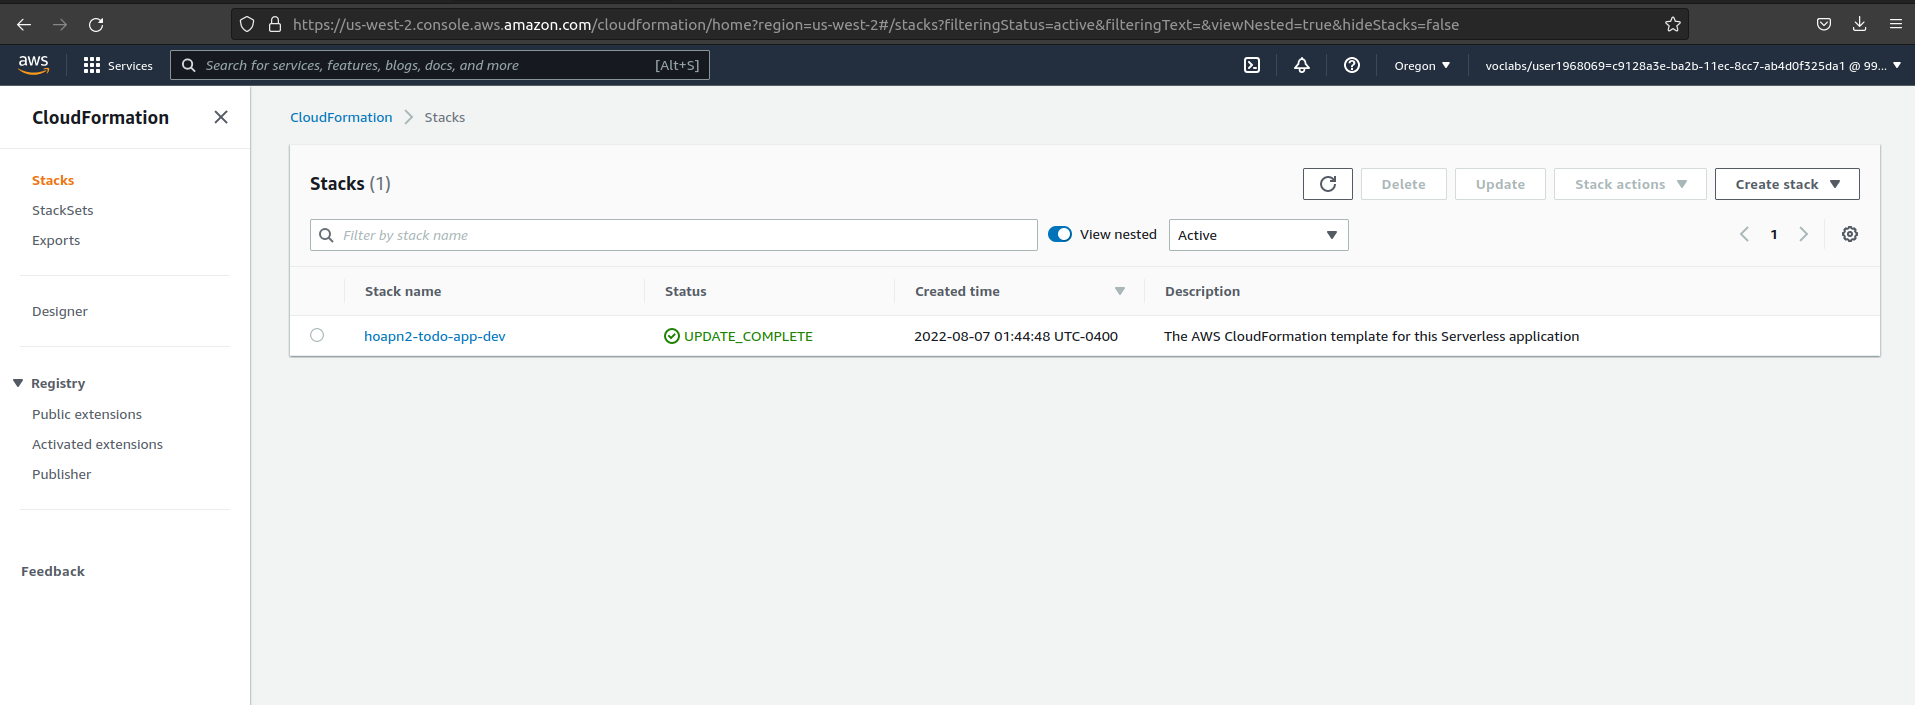 https://us-west-2.console.aws.amazon.com/cloudformation/home?region=us-west-2#/stacks?filteringStatus=active&filteringText=&viewNested=true&hideStacks=false
aws Services Search for services, features, blogs, docs, and more [Alt+S] Oregon voclabs/user1968069=c9128a3e-ba2b-11ec-8cc7-ab4d0f325da1 @ 99...
CloudFormation
Stacks
StackSets
Exports
Designer
Registry
Public extensions
Activated extensions
Publisher
Feedback
CloudFormation Stacks
Stacks (1) Delete Update Stack actions Create stack
Filter by stack name View nested Active 1
Stack name Status Created time Description
hoapn2-todo-app-dev UPDATE_COMPLETE 2022-08-07 01:44:48 UTC-0400 The AWS CloudFormation template for this Serverless application